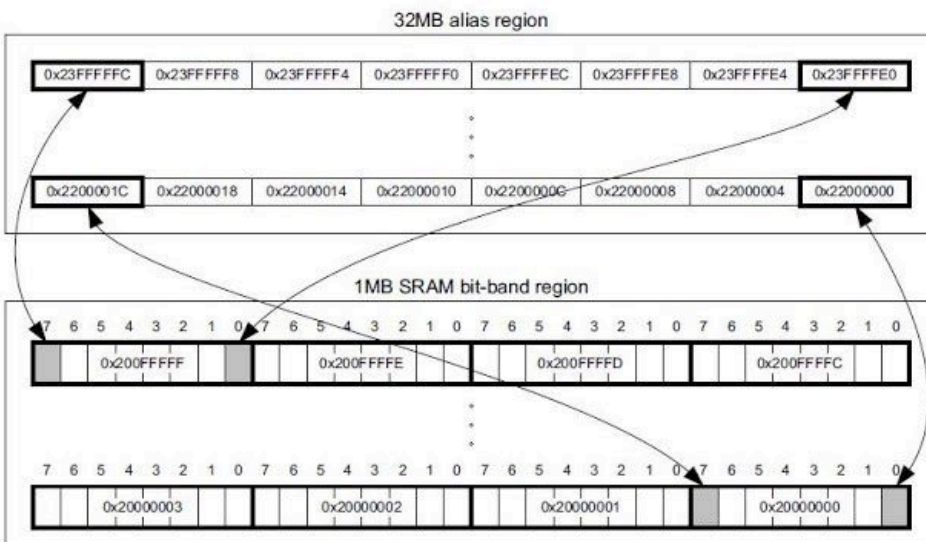 32MB alias region
0x23FFFFFC 0x23FFFFF8 0x23FFFFF4 0x23FFFFF0 0x23FFFFEC 0x23FFFFE8 0x23FFFFE4 0x23FFFFE0
0x2200001C 0x22000018 0x22000014 0x22000010 0x2200000C 0x22000008 0x22000004 0x22000000
1MB SRAM bit-band region
7 6 5 4 3 2 1 0 7 6 5 4 3 2 1 0 7 6 5 4 3 2 1 0 7 6 5 4 3 2 1 0
0x200FFFFF 0x200FFFFE 0x200FFFFD 0x200FFFFC
7 6 5 4 3 2 1 0 7 6 5 4 3 2 1 0 7 6 5 4 3 2 1 0 7 6 5 4 3 2 1 0
0x20000003 0x20000002 0x20000001 0x20000000